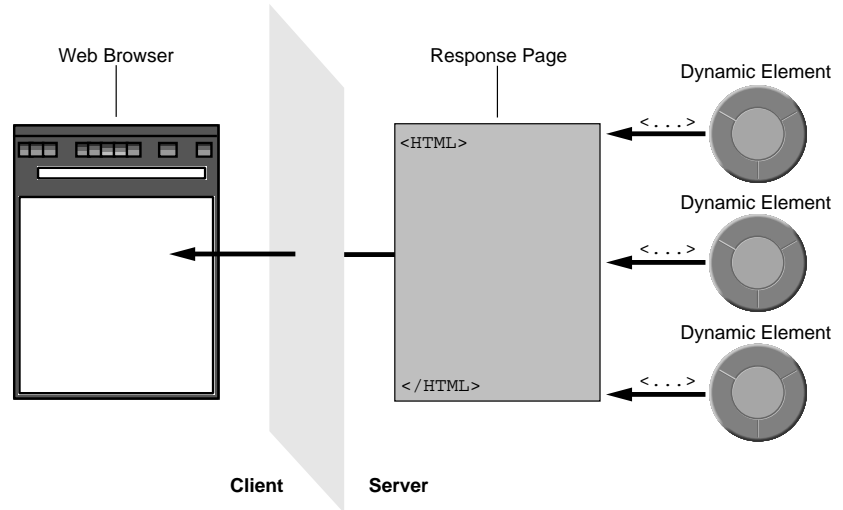 Web Browser
Response Page
Dynamic Element
<...>
<HTML>
Dynamic Element
<...>
Dynamic Element
<...>
</HTML>
Client
Server